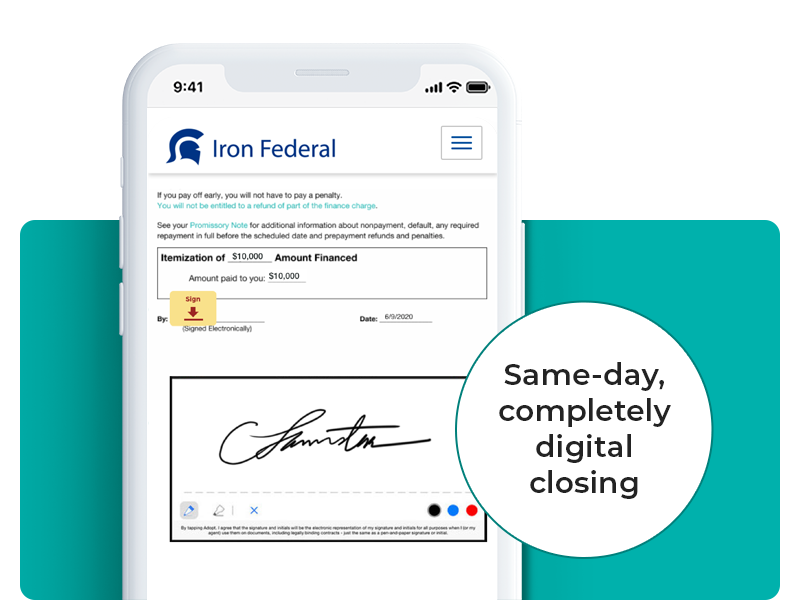 9:41
Iron Federal
If you pay off early, you will not have to pay a penalty.
You will not be entitled to a refund of part of the finance charge.
See your Promissory Note for additional information about nonpayment, default, any required
repayment in full before the scheduled date and prepayment refunds and penalties.
Itemization of $10,000 Amount Financed
Amount paid to you: $10,000
Sign
By: Date: 6/9/2020
(Signed Electronically)
Same-day,
completely
digital
closing
By tapping Adopt, I agree that the signature and initials will be the electronic representation of my signature and initials for all purposes when I (or my
agent) use them on documents, including legally-binding contracts - just the same as a pen-and-paper signature or initial.